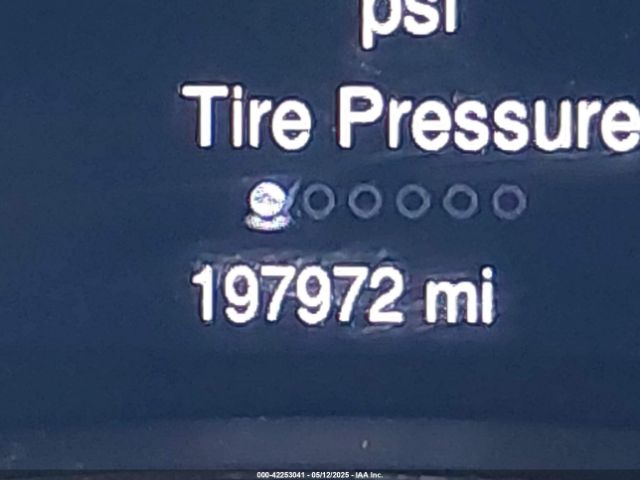 psi
Tire Pressure
197972 mi
000-42253041 - 05/12/2025 - IAA Inc.